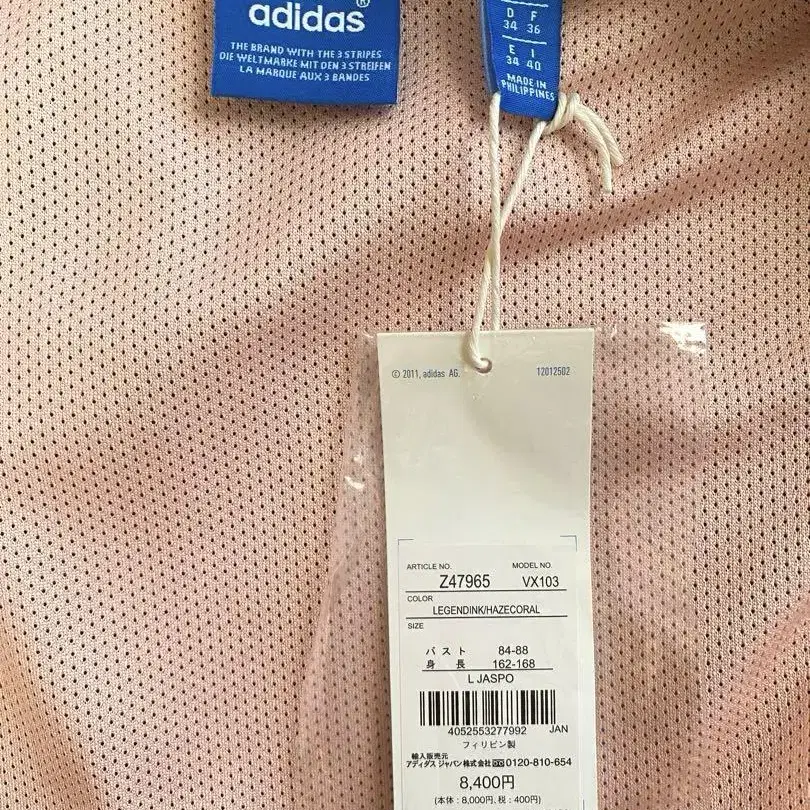 adidas®
THE BRAND WITH THE 3 STRIPES
DIE WELTMARKE MIT DEN 3 STREIFEN
LA MARQUE AUX 3 BANDES
D F
34 36
E I
34 40
MADE IN
PHILIPPINES
© 2011, adidas AG. 12012502
ARTICLE NO. MODEL NO.
Z47965 VX103
COLOR
LEGENDINK/HAZECORAL
SIZE
バスト 84-88
身長 162-168
L JASPO
4052553277992 JAN
フィリピン製
輸入販売元
アディダス ジャパン 株式会社 0120-810-654
8,400円
(本体:8,000円、税:400円)